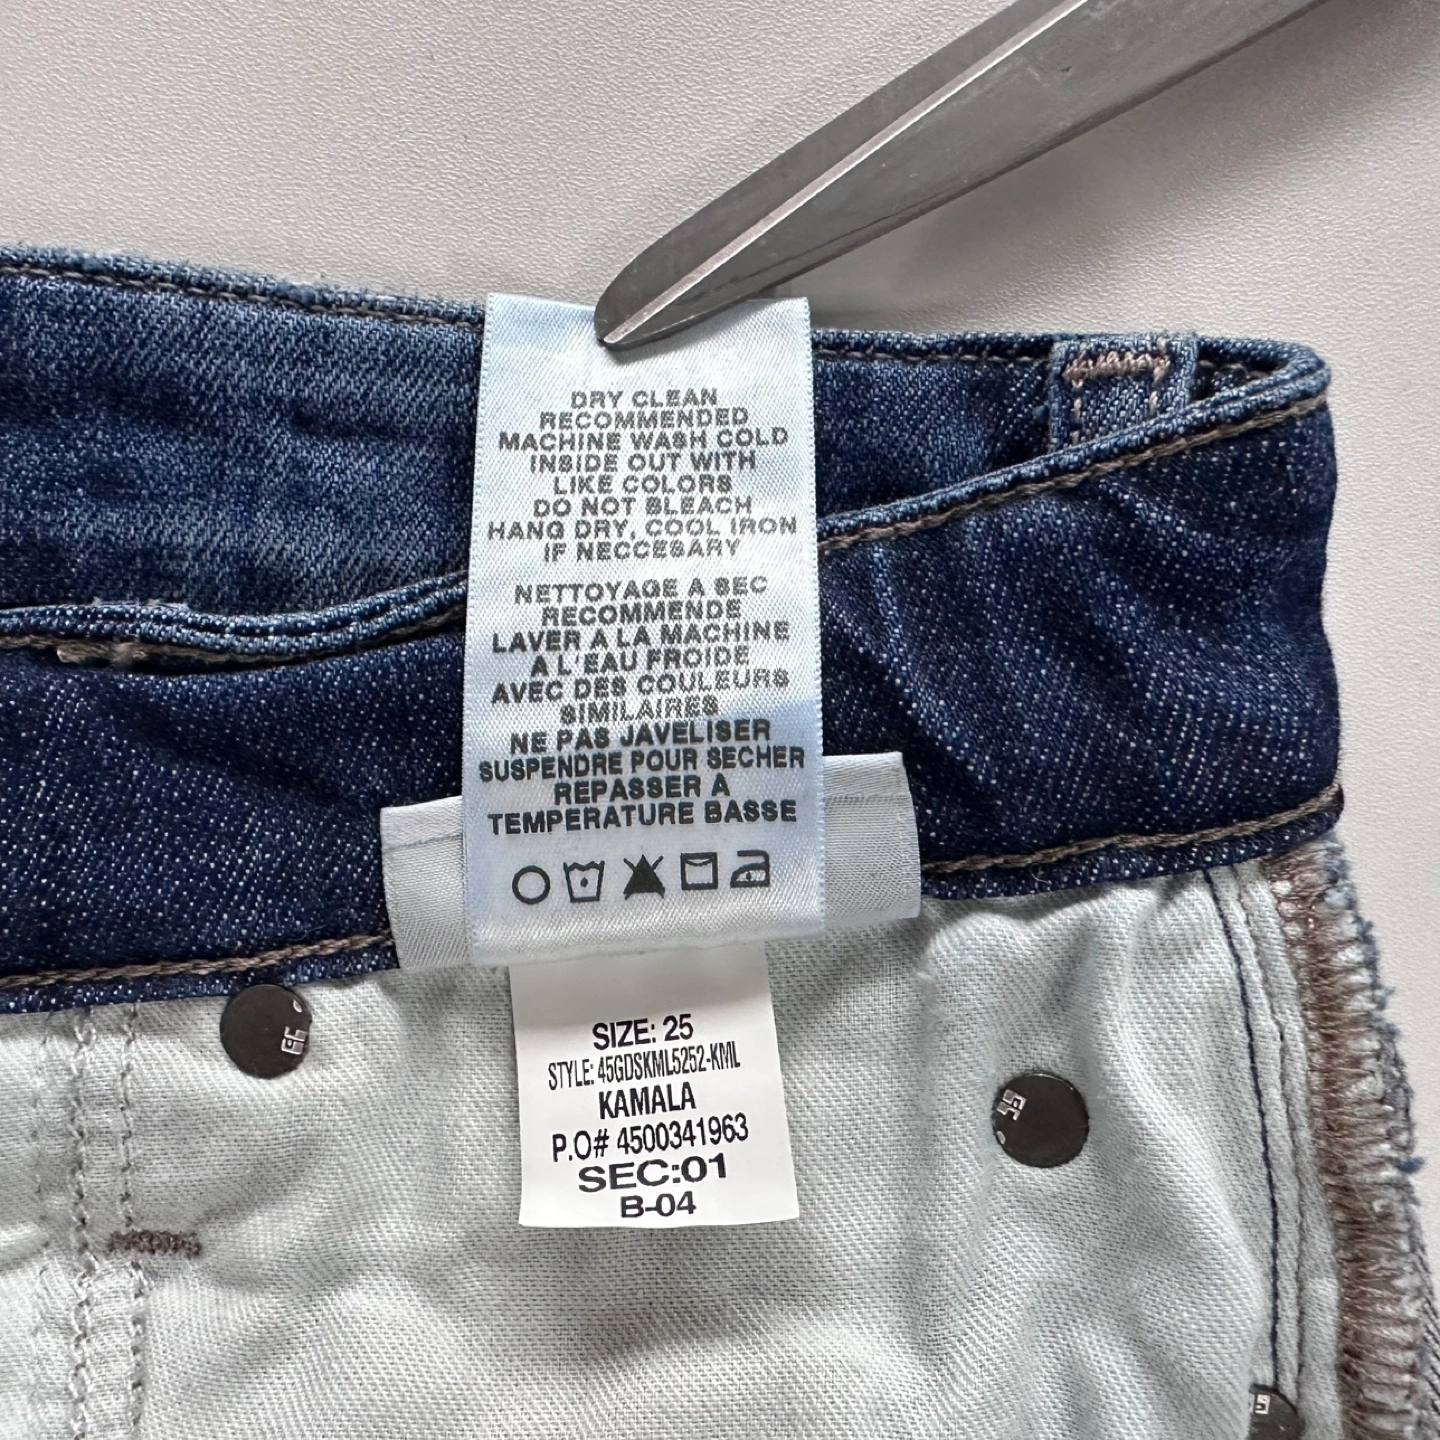 DRY CLEAN
RECOMMENDED
MACHINE WASH COLD
INSIDE OUT WITH
LIKE COLORS
DO NOT BLEACH
HANG DRY, COOL IRON
IF NECCESARY
NETTOYAGE A SEC
RECOMMENDE
LAVER A LA MACHINE
A L'EAU FROIDE
AVEC DES COULEURS
SIMILAIRES
NE PAS JAVELISER
SUSPENDRE POUR SECHER
REPASSER A
TEMPERATURE BASSE
SIZE: 25
STYLE: 45GDSKML5252-KML
KAMALA
P.O# 4500341963
SEC:01
B-04